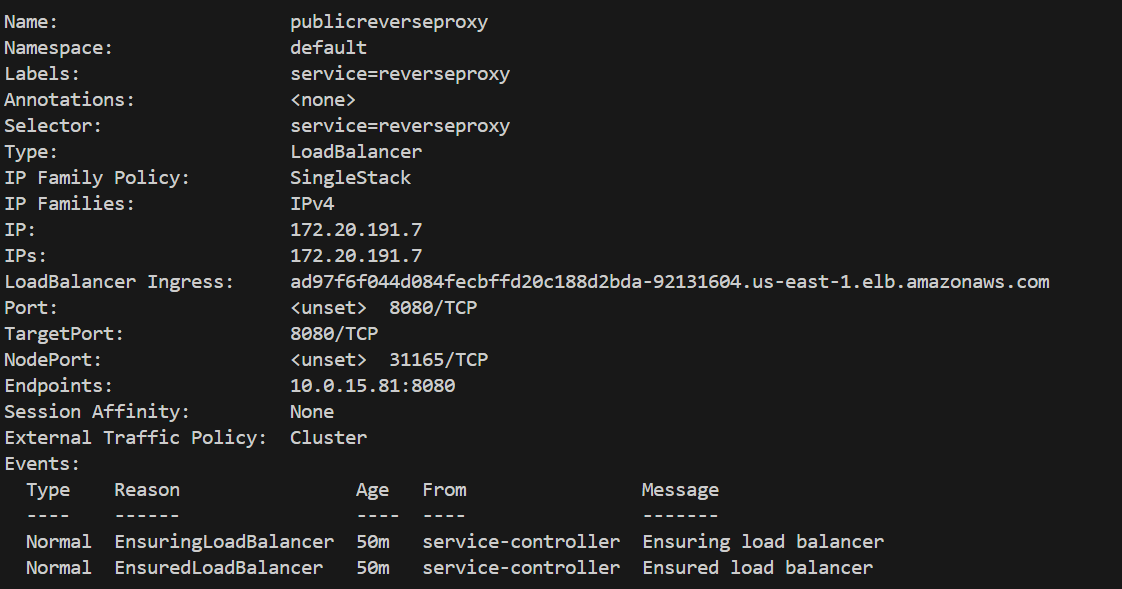 Name:                     publicreverseproxy
Namespace:                default
Labels:                   service=reverseproxy
Annotations:              <none>
Selector:                 service=reverseproxy
Type:                     LoadBalancer
IP Family Policy:         SingleStack
IP Families:              IPv4
IP:                       172.20.191.7
IPs:                      172.20.191.7
LoadBalancer Ingress:     ad97f6f044d084fecbffd20c188d2bda-92131604.us-east-1.elb.amazonaws.com
Port:                     <unset>  8080/TCP
TargetPort:               8080/TCP
NodePort:                 <unset>  31165/TCP
Endpoints:                10.0.15.81:8080
Session Affinity:         None
External Traffic Policy:  Cluster
Events:
  Type    Reason                Age   From                Message
  ----    ------                ----  ----                -------
  Normal  EnsuringLoadBalancer  50m   service-controller  Ensuring load balancer
  Normal  EnsuredLoadBalancer   50m   service-controller  Ensured load balancer